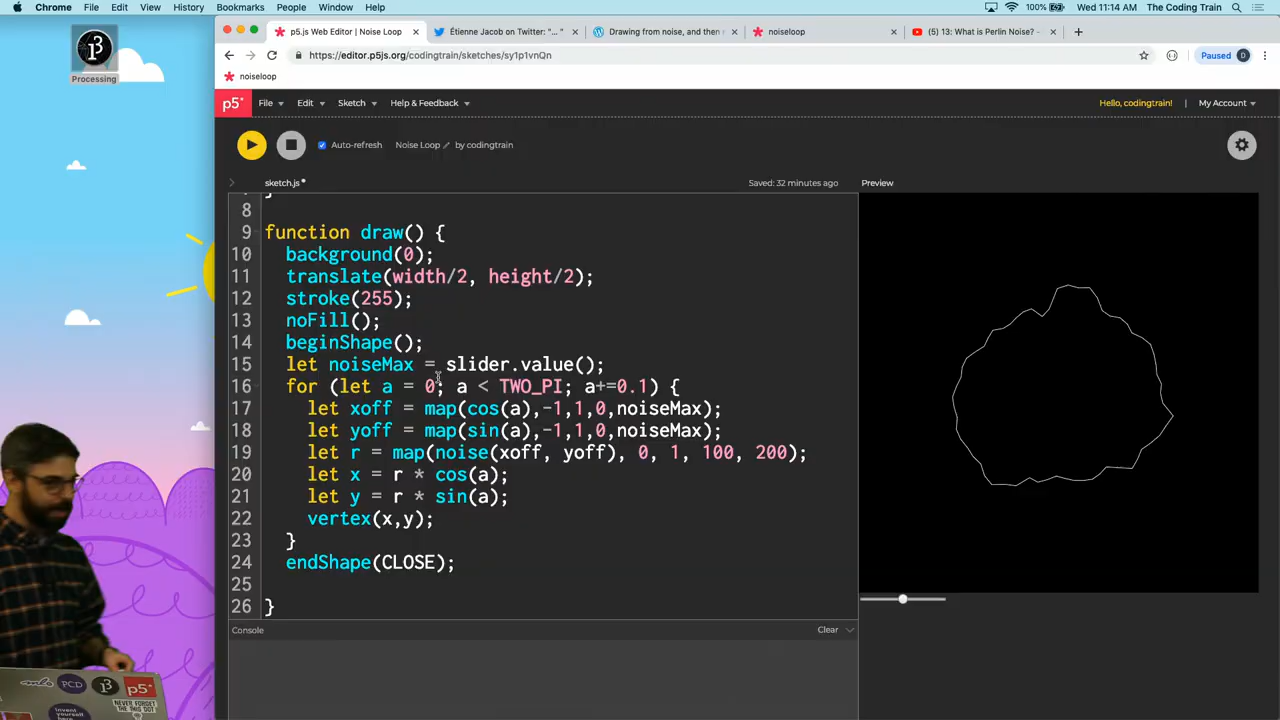 Chrome File Edit View History Bookmarks People Window Help 100% Wed 11:14 AM The Coding Train
Processing
p5.js Web Editor | Noise Loop × Étienne Jacob on Twitter: "... " × Drawing from noise, and then × noiseloop × (5) 13: What is Perlin Noise? - × +
https://editor.p5js.org/codingtrain/sketches/sy1p1vnQn Paused D
noiseloop
p5* File Edit Sketch Help & Feedback Hello, codingtrain! | My Account
Auto-refresh Noise Loop by codingtrain
> sketch.js Saved: 32 minutes ago Preview
}
8
9 function draw() {
10 background(0);
11 translate(width/2, height/2);
12 stroke(255);
13 noFill();
14 beginShape();
15 let noiseMax = slider.value();
16 for (let a = 0; a < TWO_PI; a+=0.1) {
17 let xoff = map(cos(a),-1,1,0,noiseMax);
18 let yoff = map(sin(a),-1,1,0,noiseMax);
19 let r = map(noise(xoff, yoff), 0, 1, 100, 200);
20 let x = r * cos(a);
21 let y = r * sin(a);
22 vertex(x,y);
23 }
24 endShape(CLOSE);
25
26 }
Console Clear
PCD
p5*
NEVER FORGET
THE THIS DOT